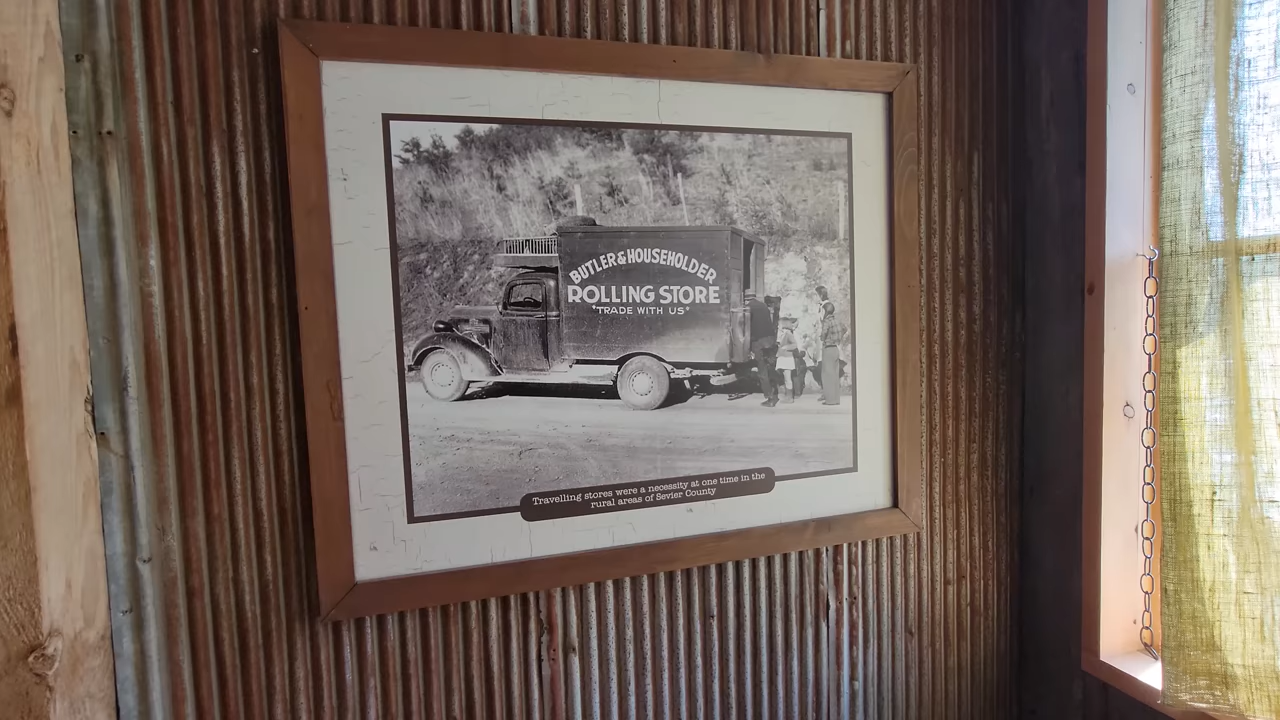 BUTLER & HOUSEHOLDER
ROLLING STORE
"TRADE WITH US"
Travelling stores were a necessity at one time in the
rural areas of Sevier County